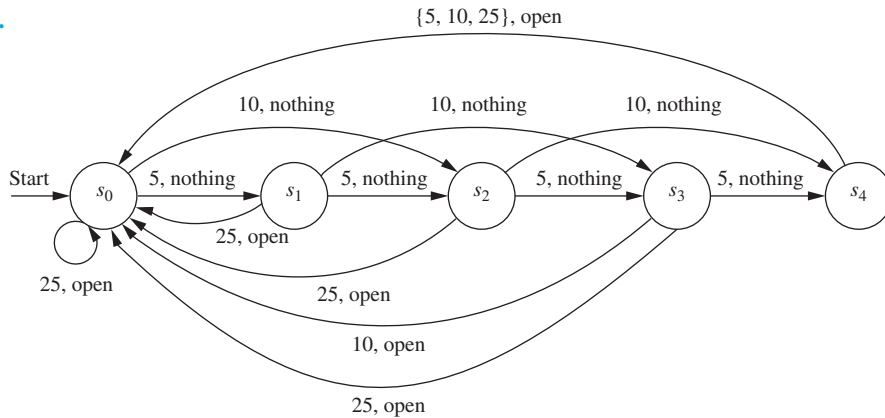 {5, 10, 25}, open
10, nothing
10, nothing
10, nothing
Start
s0
5, nothing
s1
5, nothing
s2
5, nothing
s3
5, nothing
s4
25, open
25, open
25, open
10, open
25, open